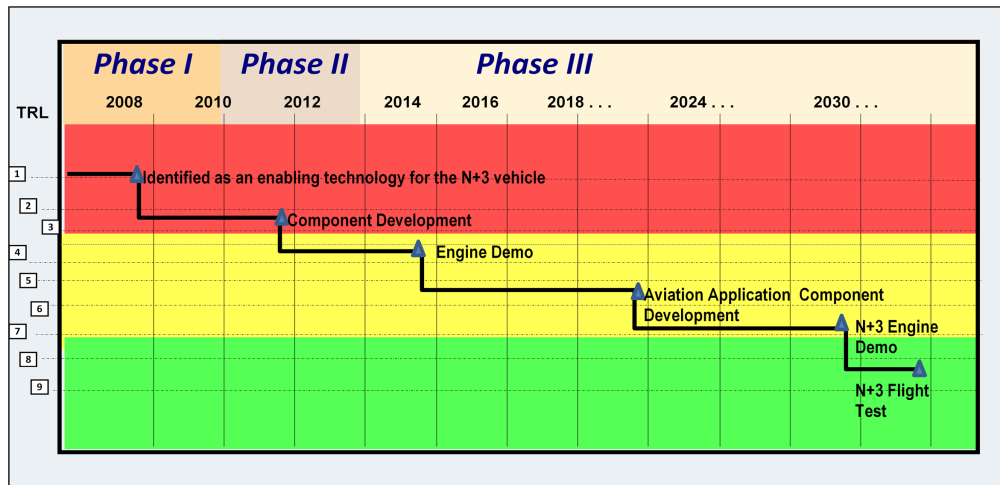 Phase I Phase II Phase III
2008 2010 2012 2014 2016 2018 . . . 2024 . . . 2030 . . .
TRL
1
Identified as an enabling technology for the N+3 vehicle
2
Component Development
3
4
Engine Demo
5
Aviation Application Component
Development
6
N+3 Engine
Demo
7
8
9
N+3 Flight
Test